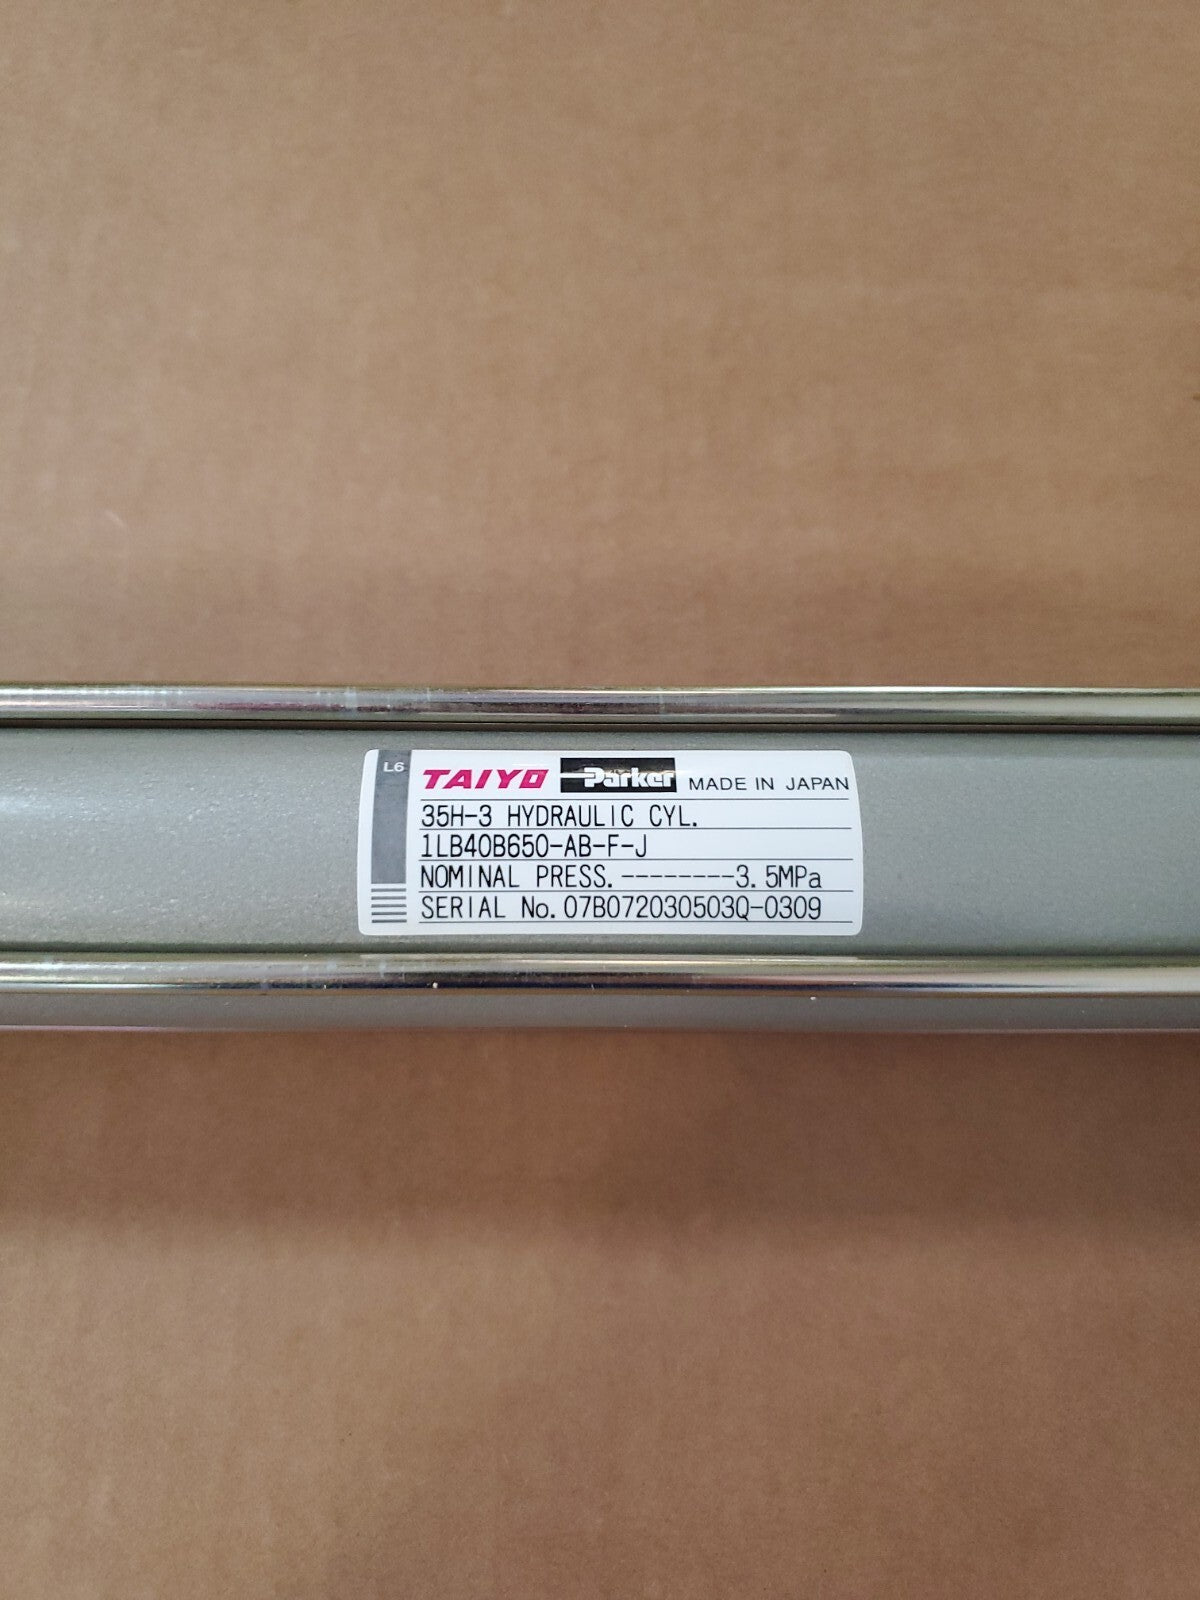 L6 TAIYO Parker MADE IN JAPAN
35H-3 HYDRAULIC CYL.
1LB40B650-AB-F-J
NOMINAL PRESS.--------3.5MPa
SERIAL No.07B072030503Q-0309